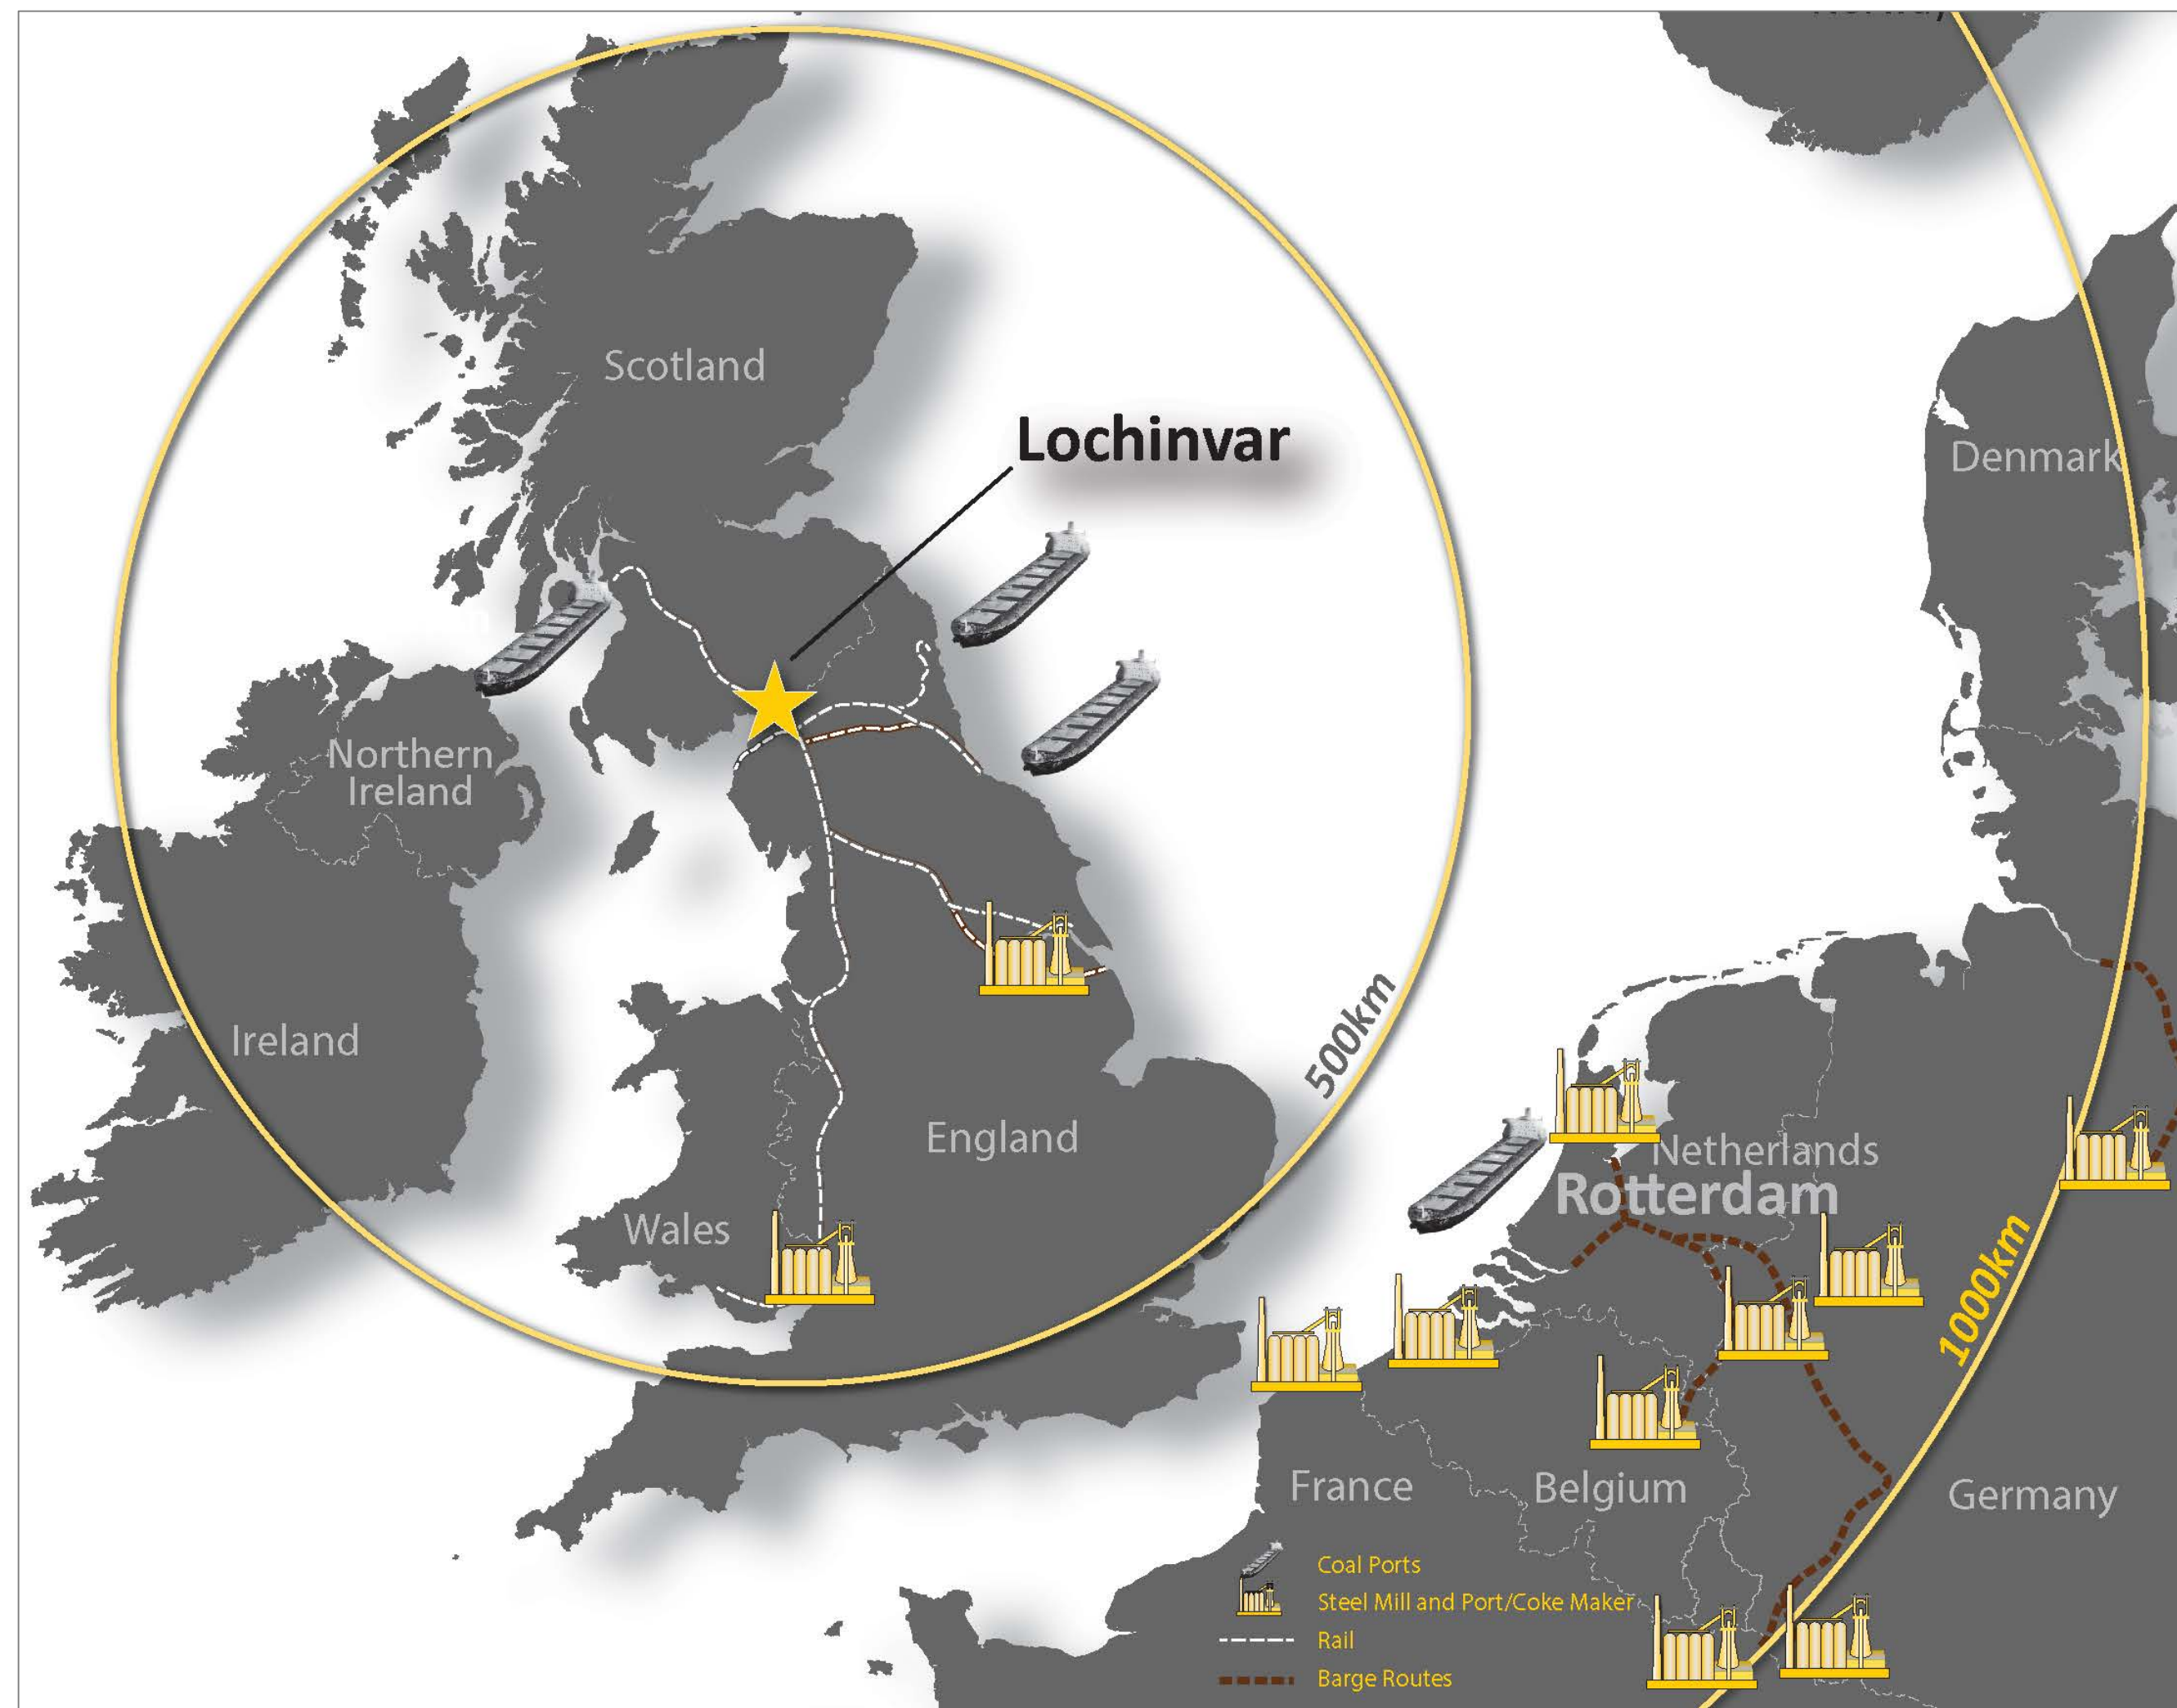 Scotland
Lochinvar
Denmark
Northern
Ireland
Ireland
500km
England
Netherlands
Rotterdam
Wales
1000km
France
Belgium
Germany
Coal Ports
Steel Mill and Port/Coke Maker
Rail
Barge Routes